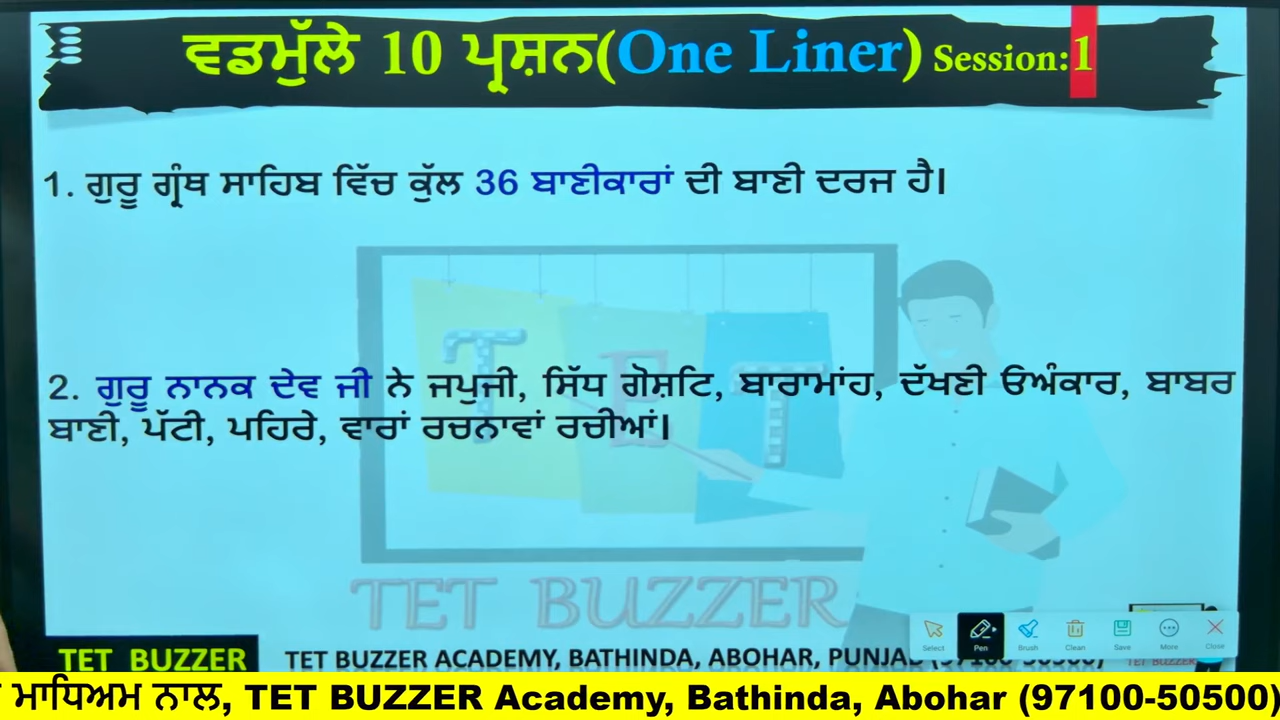 ਵਡਮੁੱਲੇ 10 ਪ੍ਰਸ਼ਨ(One Liner) Session:1
1. ਗੁਰੂ ਗ੍ਰੰਥ ਸਾਹਿਬ ਵਿੱਚ ਕੁੱਲ 36 ਬਾਣੀਕਾਰਾਂ ਦੀ ਬਾਣੀ ਦਰਜ ਹੈ।
T E T
2. ਗੁਰੂ ਨਾਨਕ ਦੇਵ ਜੀ ਨੇ ਜਪੁਜੀ, ਸਿੱਧ ਗੋਸ਼ਟਿ, ਬਾਰਾਮਾਂਹ, ਦੱਖਣੀ ਓਅੰਕਾਰ, ਬਾਬਰ
ਬਾਣੀ, ਪੱਟੀ, ਪਹਿਰੇ, ਵਾਰਾਂ ਰਚਨਾਵਾਂ ਰਚੀਆਂ।
TET BUZZER
Select Pen Brush Clean Save More Close
TET BUZZER
TET BUZZER ACADEMY, BATHINDA, ABOHAR, PUNJAB
TET BUZZER
ਮਾਧਿਅਮ ਨਾਲ, TET BUZZER Academy, Bathinda, Abohar (97100-50500)